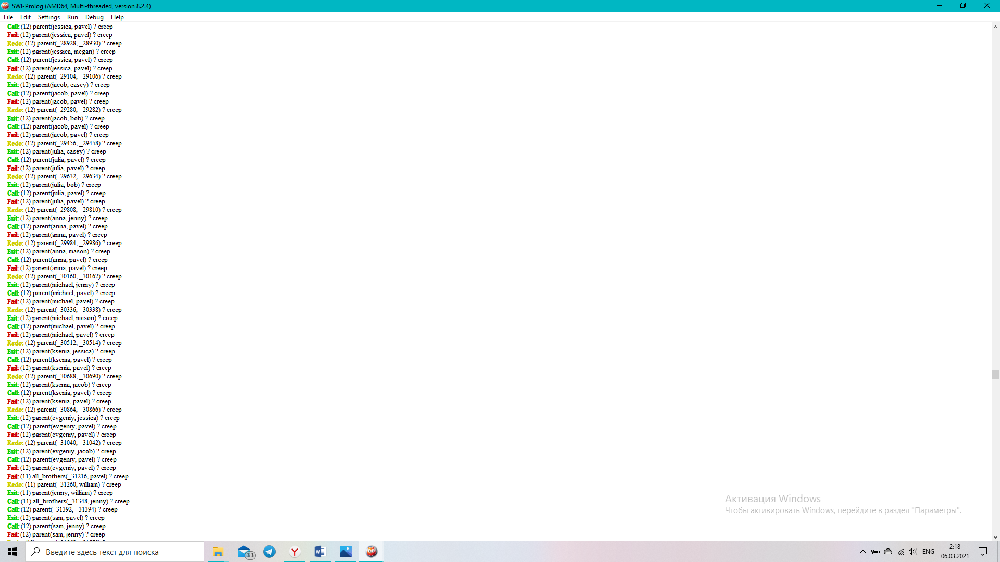 SWI-Prolog (AMD64, Multi-threaded, version 8.2.4)
File Edit Settings Run Debug Help
Call: (12) parent(jessica, pavel) ? creep
Fail: (12) parent(jessica, pavel) ? creep
Redo: (12) parent(_28928, _28930) ? creep
Exit: (12) parent(jessica, megan) ? creep
Call: (12) parent(jessica, pavel) ? creep
Fail: (12) parent(jessica, pavel) ? creep
Redo: (12) parent(_29104, _29106) ? creep
Exit: (12) parent(jacob, casey) ? creep
Call: (12) parent(jacob, pavel) ? creep
Fail: (12) parent(jacob, pavel) ? creep
Redo: (12) parent(_29280, _29282) ? creep
Exit: (12) parent(jacob, bob) ? creep
Call: (12) parent(jacob, pavel) ? creep
Fail: (12) parent(jacob, pavel) ? creep
Redo: (12) parent(_29456, _29458) ? creep
Exit: (12) parent(julia, casey) ? creep
Call: (12) parent(julia, pavel) ? creep
Fail: (12) parent(julia, pavel) ? creep
Redo: (12) parent(_29632, _29634) ? creep
Exit: (12) parent(julia, bob) ? creep
Call: (12) parent(julia, pavel) ? creep
Fail: (12) parent(julia, pavel) ? creep
Redo: (12) parent(_29808, _29810) ? creep
Exit: (12) parent(anna, jenny) ? creep
Call: (12) parent(anna, pavel) ? creep
Fail: (12) parent(anna, pavel) ? creep
Redo: (12) parent(_29984, _29986) ? creep
Exit: (12) parent(anna, mason) ? creep
Call: (12) parent(anna, pavel) ? creep
Fail: (12) parent(anna, pavel) ? creep
Redo: (12) parent(_30160, _30162) ? creep
Exit: (12) parent(michael, jenny) ? creep
Call: (12) parent(michael, pavel) ? creep
Fail: (12) parent(michael, pavel) ? creep
Redo: (12) parent(_30336, _30338) ? creep
Exit: (12) parent(michael, mason) ? creep
Call: (12) parent(michael, pavel) ? creep
Fail: (12) parent(michael, pavel) ? creep
Redo: (12) parent(_30512, _30514) ? creep
Exit: (12) parent(ksenia, jessica) ? creep
Call: (12) parent(ksenia, pavel) ? creep
Fail: (12) parent(ksenia, pavel) ? creep
Redo: (12) parent(_30688, _30690) ? creep
Exit: (12) parent(ksenia, jacob) ? creep
Call: (12) parent(ksenia, pavel) ? creep
Fail: (12) parent(ksenia, pavel) ? creep
Redo: (12) parent(_30864, _30866) ? creep
Exit: (12) parent(evgeniy, jessica) ? creep
Call: (12) parent(evgeniy, pavel) ? creep
Fail: (12) parent(evgeniy, pavel) ? creep
Redo: (12) parent(_31040, _31042) ? creep
Exit: (12) parent(evgeniy, jacob) ? creep
Call: (12) parent(evgeniy, pavel) ? creep
Fail: (12) parent(evgeniy, pavel) ? creep
Fail: (11) all_brothers(_31216, pavel) ? creep
Redo: (11) parent(_31260, william) ? creep
Exit: (11) parent(jenny, william) ? creep
Call: (11) all_brothers(_31348, jenny) ? creep
Call: (12) parent(_31392, _31394) ? creep
Exit: (12) parent(sam, pavel) ? creep
Call: (12) parent(sam, jenny) ? creep
Fail: (12) parent(sam, jenny) ? creep
Активация Windows
Чтобы активировать Windows, перейдите в раздел "Параметры".
Введите здесь текст для поиска
33
ENG
2:18
06.03.2021